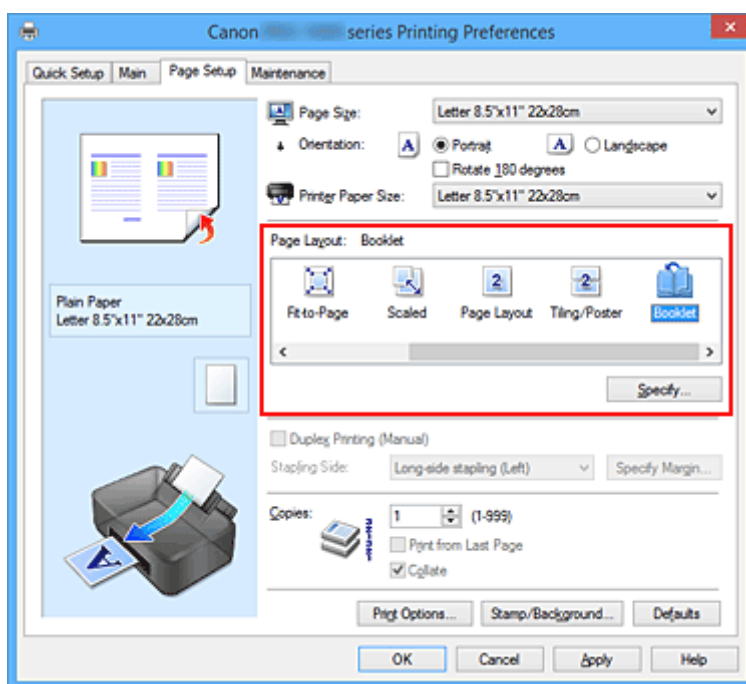 Canon series Printing Preferences
Quick Setup Main Page Setup Maintenance
Page Size: Letter 8.5"x11" 22x28cm
Orientation: A Portrait A Landscape
Rotate 180 degrees
Printer Paper Size: Letter 8.5"x11" 22x28cm
Page Layout: Booklet
Fit-to-Page Scaled Page Layout Tiling/Poster Booklet
Specify...
Plain Paper
Letter 8.5"x11" 22x28cm
Duplex Printing (Manual)
Stapling Side: Long-side stapling (Left) Specify Margin...
Copies: 1 (1-999)
Print from Last Page
Collate
Print Options... Stamp/Background... Defaults
OK Cancel Apply Help